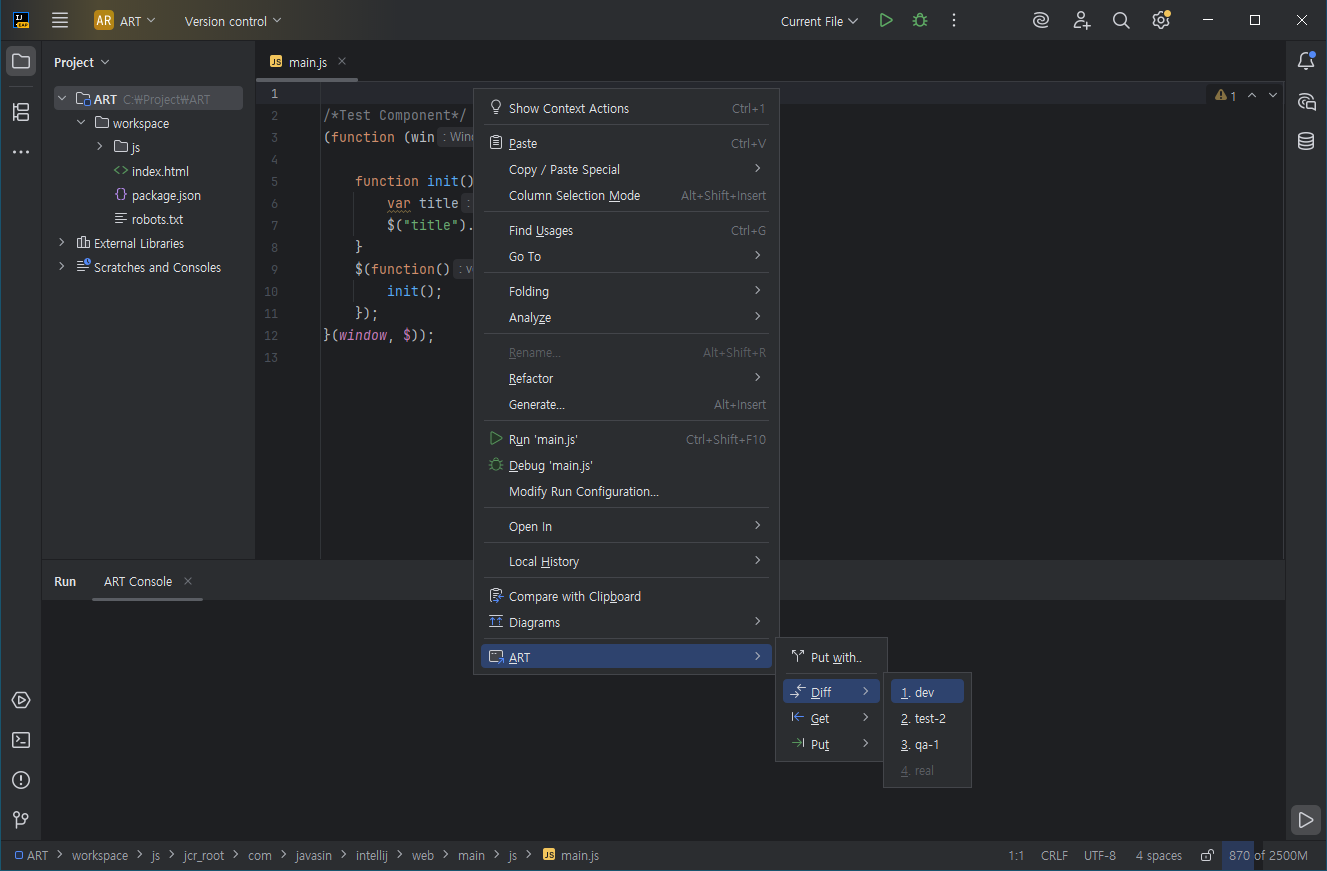 AR ART Version control Current File
Project
main.js
ART C:₩Project₩ART
workspace
js
index.html
package.json
robots.txt
External Libraries
Scratches and Consoles
1
2 /*Test Component*/
3 (function (win : Wind
4
5 function init()
6 var title :
7 $("title").
8 }
9 $(function() : v
10 init();
11 });
12 }(window, $));
13
1
Show Context Actions Ctrl+1
Paste Ctrl+V
Copy / Paste Special
Column Selection Mode Alt+Shift+Insert
Find Usages Ctrl+G
Go To
Folding
Analyze
Rename... Alt+Shift+R
Refactor
Generate... Alt+Insert
Run 'main.js' Ctrl+Shift+F10
Debug 'main.js'
Modify Run Configuration...
Open In
Local History
Compare with Clipboard
Diagrams
ART
Put with..
Diff
Get
Put
1. dev
2. test-2
3. qa-1
4. real
Run ART Console
ART workspace js jcr_root com javasin intellij web main js main.js
1:1 CRLF UTF-8 4 spaces 870 of 2500M